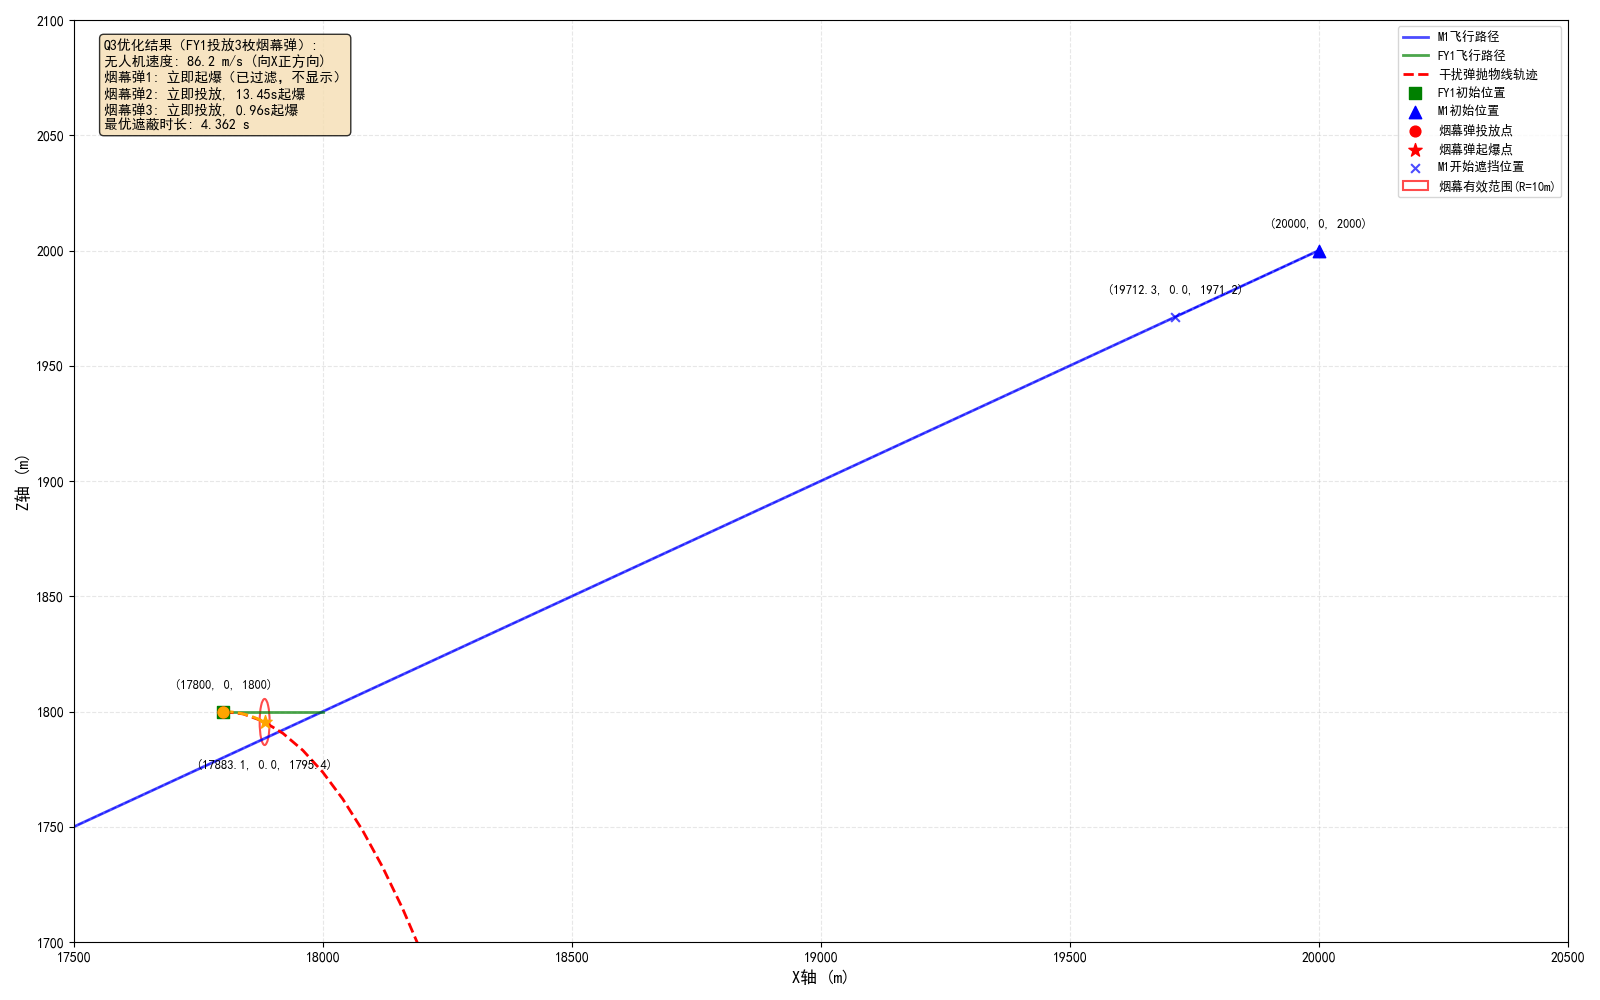 Q3优化结果（FY1投放3枚烟幕弹）：
无人机速度: 86.2 m/s (向X正方向)
烟幕弹1: 立即起爆（已过滤，不显示）
烟幕弹2: 立即投放, 13.45s起爆
烟幕弹3: 立即投放, 0.96s起爆
最优遮蔽时长: 4.362 s
M1飞行路径
FY1飞行路径
干扰弹抛物线轨迹
FY1初始位置
M1初始位置
烟幕弹投放点
烟幕弹起爆点
M1开始遮挡位置
烟幕有效范围(R=10m)
(20000, 0, 2000)
(19712.3, 0.0, 1971.2)
(17800, 0, 1800)
(17883.1, 0.0, 1795.4)
Z轴 (m)
2100
2050
2000
1950
1900
1850
1800
1750
1700
17500
18000
18500
19000
19500
20000
20500
X轴 (m)